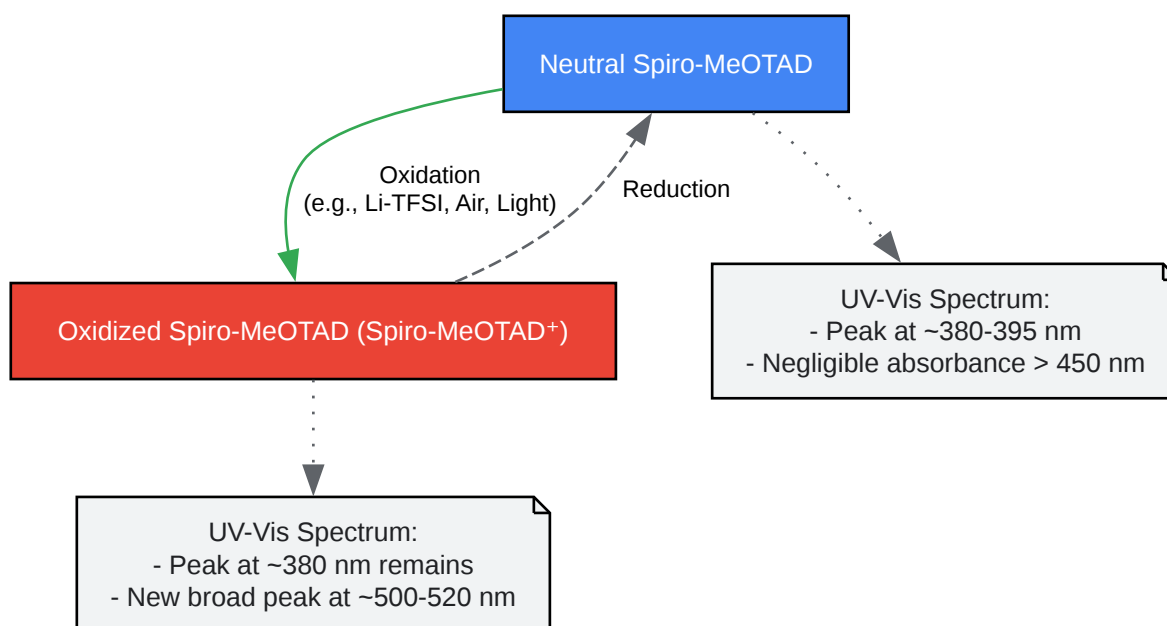 Neutral Spiro-MeOTAD
Oxidation
(e.g., Li-TFSI, Air, Light)
Reduction
Oxidized Spiro-MeOTAD (Spiro-MeOTAD⁺)
UV-Vis Spectrum:
- Peak at ~380-395 nm
- Negligible absorbance > 450 nm
UV-Vis Spectrum:
- Peak at ~380 nm remains
- New broad peak at ~500-520 nm